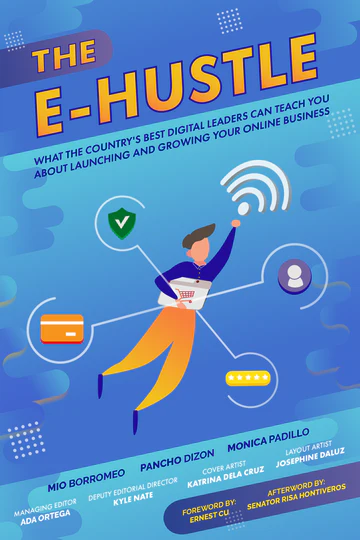 THE
E-HUSTLE
WHAT THE COUNTRY'S BEST DIGITAL LEADERS CAN TEACH YOU
ABOUT LAUNCHING AND GROWING YOUR ONLINE BUSINESS
MIO BORROMEO PANCHO DIZON MONICA PADILLO
MANAGING EDITOR
ADA ORTEGA
DEPUTY EDITORIAL DIRECTOR
KYLE NATE
COVER ARTIST
KATRINA DELA CRUZ
LAYOUT ARTIST
JOSEPHINE DALUZ
FOREWORD BY:
ERNEST CU
AFTERWORD BY:
SENATOR RISA HONTIVEROS